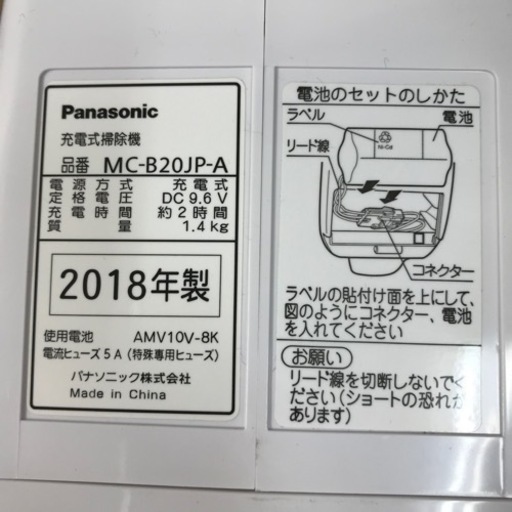 Panasonic
充電式掃除機
品番 MC-B20JP-A
電源方式 充電式
定格電圧 DC 9.6 V
充電時間 約2時間
質量 1.4 kg
2018年製
使用電池 AMV10V-8K
電流ヒューズ 5 A (特殊専用ヒューズ)
パナソニック株式会社
Made in China
電池のセットのしかた
ラベル 電池
リード線
Ni-Cd
コネクター
ラベルの貼付け面を上にして、
図のようにコネクター、電池
を入れてください
お願い
リード線を切断しないでく
ださい(ショートの恐れが
あります)